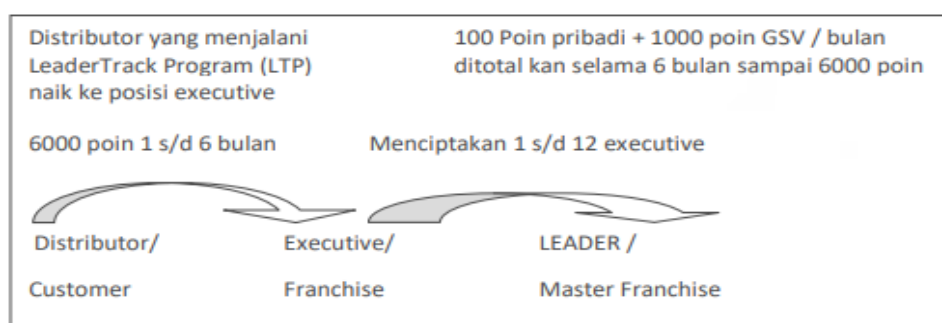 Distributor yang menjalani
LeaderTrack Program (LTP)
naik ke posisi executive
100 Poin pribadi + 1000 poin GSV / bulan
ditotal kan selama 6 bulan sampai 6000 poin
6000 poin 1 s/d 6 bulan
Menciptakan 1 s/d 12 executive
Distributor/
Customer
Executive/
Franchise
LEADER /
Master Franchise